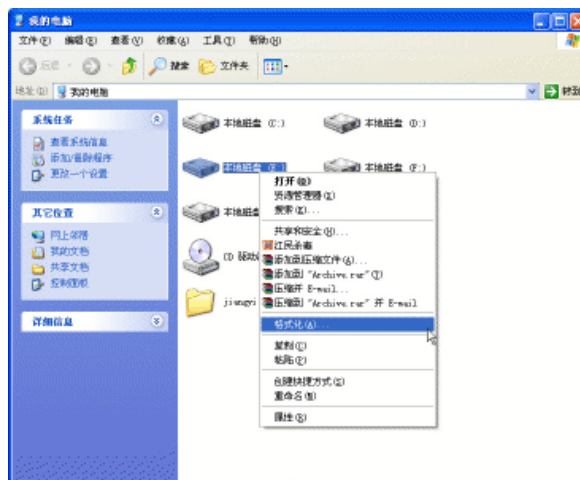 我的电脑
文件(F) 编辑(E) 查看(V) 收藏(A) 工具(T) 帮助(H)
后退 搜索 文件夹
地址(D) 我的电脑 转到
系统任务
查看系统信息
添加/删除程序
更改一个设置
其它位置
网上邻居
我的文档
共享文档
控制面板
详细信息
本地磁盘 (C:) 本地磁盘 (D:)
本地磁盘 (E:) 本地磁盘 (F:)
本地磁盘
CD 驱动
jiangyi
打开(O)
资源管理器(X)
搜索(E)...
共享和安全(H)...
江民杀毒
添加到压缩文件(A)...
添加到 "Archive.rar"(T)
压缩并 E-mail...
压缩到 "Archive.rar" 并 E-mail
格式化(A)...
复制(C)
粘贴(P)
创建快捷方式(S)
重命名(M)
属性(R)